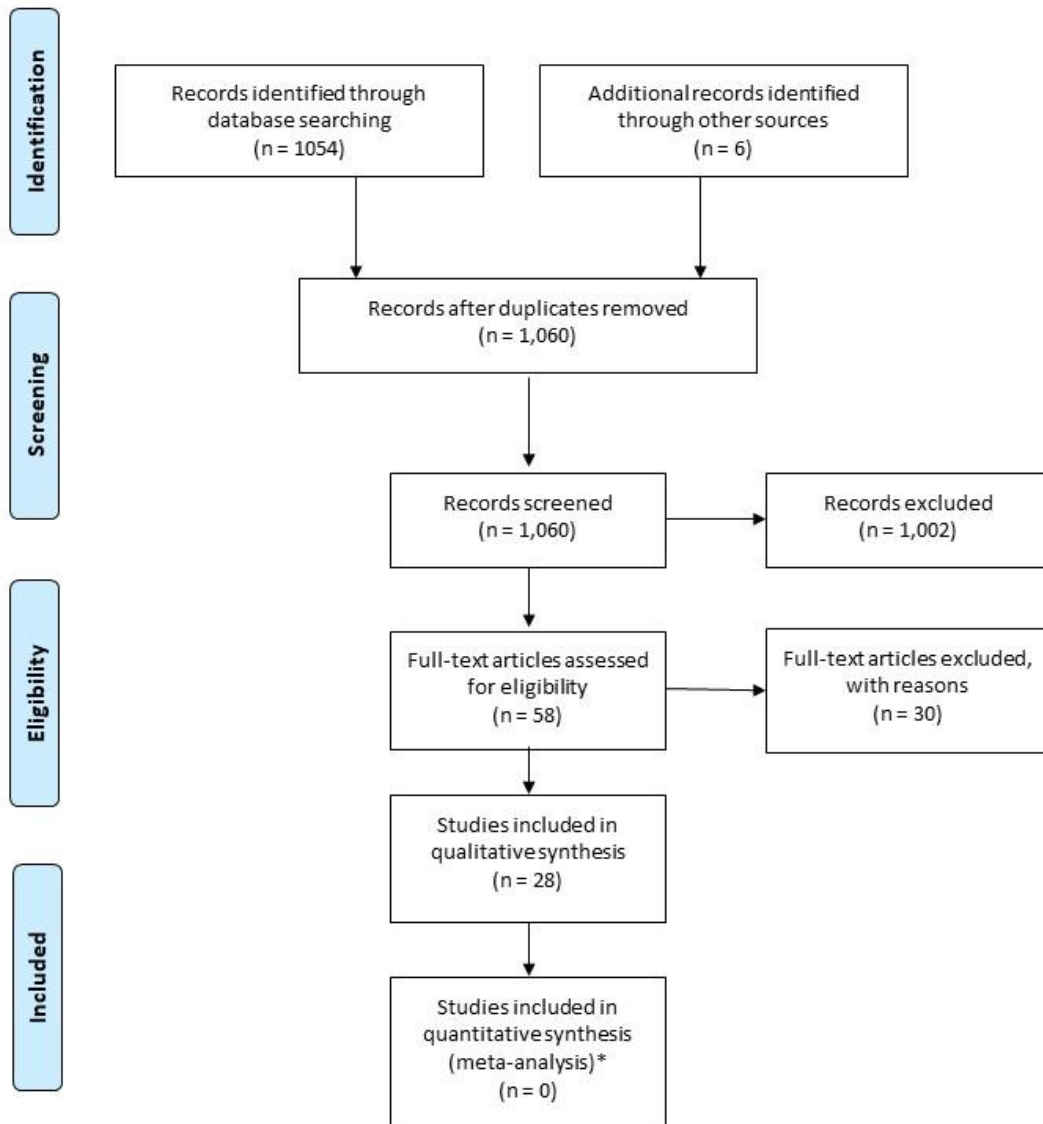 Identification
Records identified through
database searching
(n = 1054)
Additional records identified
through other sources
(n = 6)
Screening
Records after duplicates removed
(n = 1,060)
Records screened
(n = 1,060)
Records excluded
(n = 1,002)
Eligibility
Full-text articles assessed
for eligibility
(n = 58)
Full-text articles excluded,
with reasons
(n = 30)
Included
Studies included in
qualitative synthesis
(n = 28)
Studies included in
quantitative synthesis
(meta-analysis)*
(n = 0)